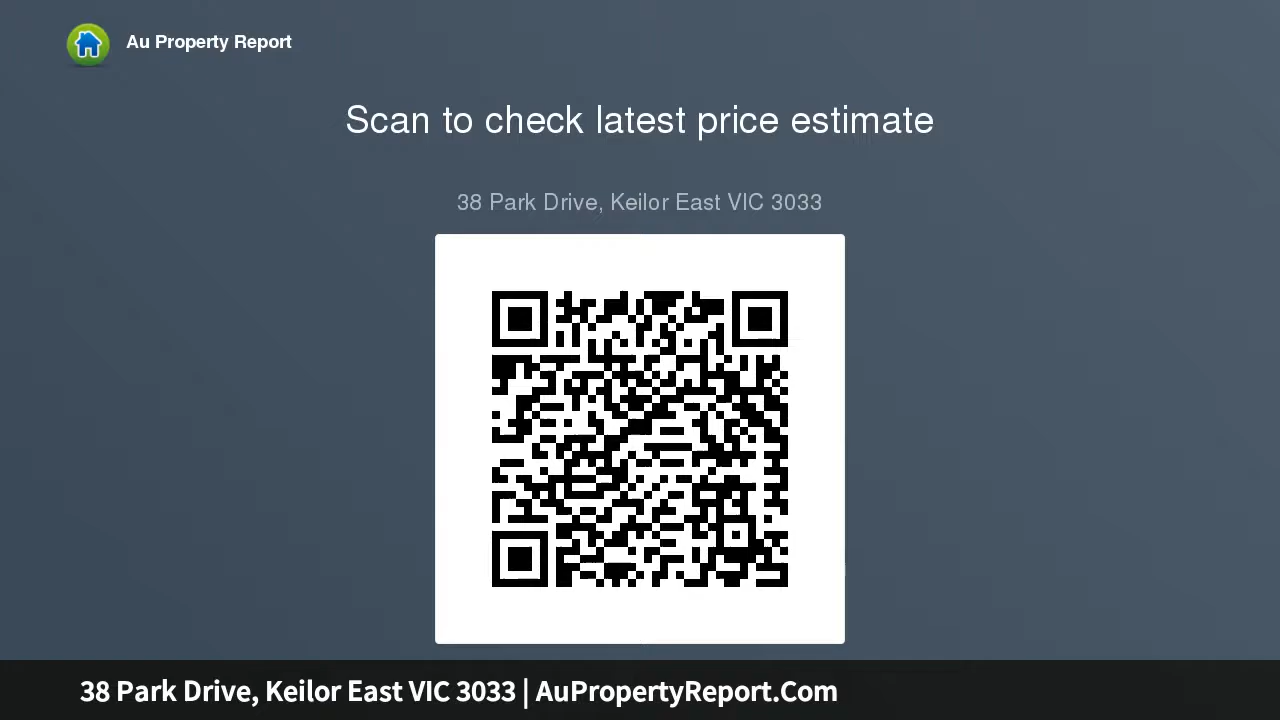 Au Property Report
Scan to check latest price estimate
38 Park Drive, Keilor East VIC 3033
38 Park Drive, Keilor East VIC 3033 | AuPropertyReport.Com